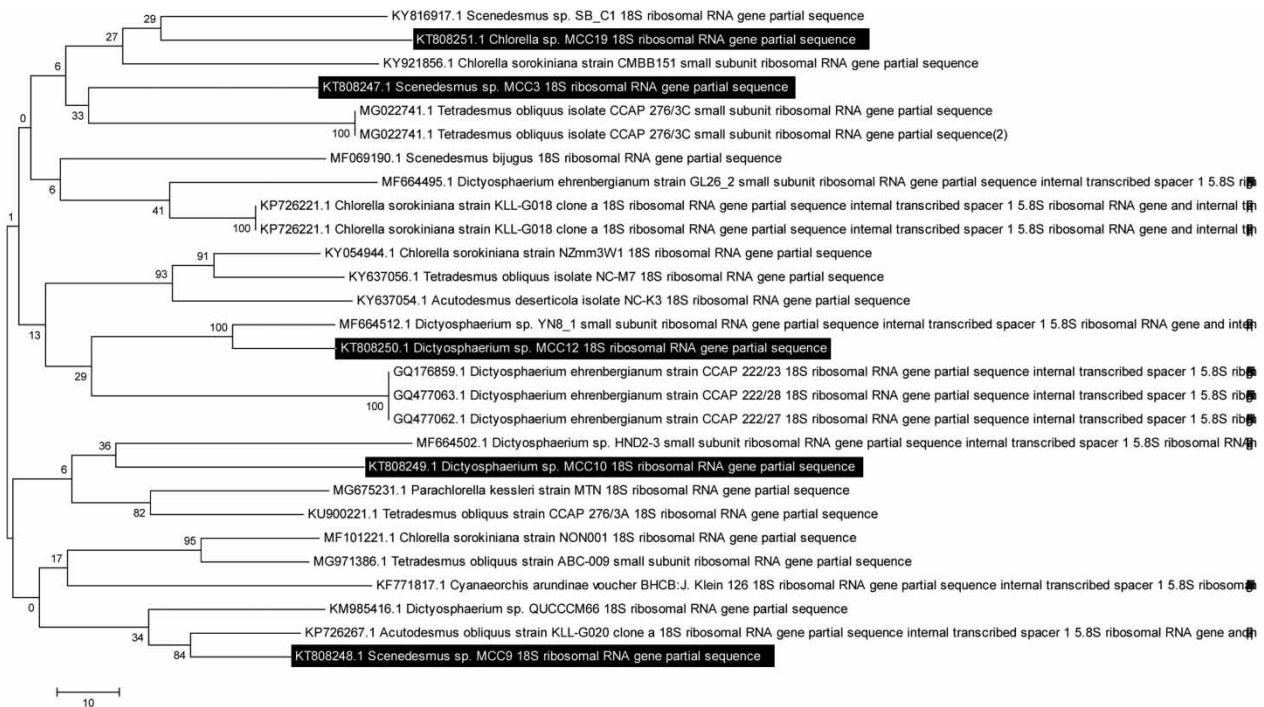 KY816917.1 Scenedesmus sp. SB_C1 18S ribosomal RNA gene partial sequence
29
KT808251.1 Chlorella sp. MCC19 18S ribosomal RNA gene partial sequence
27
KY921856.1 Chlorella sorokiniana strain CMBB151 small subunit ribosomal RNA gene partial sequence
6
KT808247.1 Scenedesmus sp. MCC3 18S ribosomal RNA gene partial sequence
33
MG022741.1 Tetradesmus obliquus isolate CCAP 276/3C small subunit ribosomal RNA gene partial sequence
0
100
MG022741.1 Tetradesmus obliquus isolate CCAP 276/3C small subunit ribosomal RNA gene partial sequence(2)
MF069190.1 Scenedesmus bijugus 18S ribosomal RNA gene partial sequence
6
MF664495.1 Dictyosphaerium ehrenbergianum strain GL26_2 small subunit ribosomal RNA gene partial sequence internal transcribed spacer 1 5.8S
41
KP726221.1 Chlorella sorokiniana strain KLL-G018 clone a 18S ribosomal RNA gene partial sequence internal transcribed spacer 1 5.8S ribosomal RNA gene and internal
1
100
KP726221.1 Chlorella sorokiniana strain KLL-G018 clone a 18S ribosomal RNA gene partial sequence internal transcribed spacer 1 5.8S ribosomal RNA gene and internal
91
KY054944.1 Chlorella sorokiniana strain NZmm3W1 18S ribosomal RNA gene partial sequence
93
KY637056.1 Tetradesmus obliquus isolate NC-M7 18S ribosomal RNA gene partial sequence
KY637054.1 Acutodesmus deserticola isolate NC-K3 18S ribosomal RNA gene partial sequence
13
100
MF664512.1 Dictyosphaerium sp. YN8_1 small subunit ribosomal RNA gene partial sequence internal transcribed spacer 1 5.8S ribosomal RNA gene and
KT808250.1 Dictyosphaerium sp. MCC12 18S ribosomal RNA gene partial sequence
29
GQ176859.1 Dictyosphaerium ehrenbergianum strain CCAP 222/23 18S ribosomal RNA gene partial sequence internal transcribed spacer 1 5.8S
GQ477063.1 Dictyosphaerium ehrenbergianum strain CCAP 222/28 18S ribosomal RNA gene partial sequence internal transcribed spacer 1 5.8S
100
GQ477062.1 Dictyosphaerium ehrenbergianum strain CCAP 222/27 18S ribosomal RNA gene partial sequence internal transcribed spacer 1 5.8S
36
MF664502.1 Dictyosphaerium sp. HND2-3 small subunit ribosomal RNA gene partial sequence internal transcribed spacer 1 5.8S ribosomal RNA
6
KT808249.1 Dictyosphaerium sp. MCC10 18S ribosomal RNA gene partial sequence
MG675231.1 Parachlorella kessleri strain MTN 18S ribosomal RNA gene partial sequence
82
KU900221.1 Tetradesmus obliquus strain CCAP 276/3A 18S ribosomal RNA gene partial sequence
95
MF101221.1 Chlorella sorokiniana strain NON001 18S ribosomal RNA gene partial sequence
17
MG971386.1 Tetradesmus obliquus strain ABC-009 small subunit ribosomal RNA gene partial sequence
KF771817.1 Cyanaeorchis arundinae voucher BHCB:J. Klein 126 18S ribosomal RNA gene partial sequence internal transcribed spacer 1 5.8S
0
KM985416.1 Dictyosphaerium sp. QUCCCM66 18S ribosomal RNA gene partial sequence
34
KP726267.1 Acutodesmus obliquus strain KLL-G020 clone a 18S ribosomal RNA gene partial sequence internal transcribed spacer 1 5.8S ribosomal RNA gene
84
KT808248.1 Scenedesmus sp. MCC9 18S ribosomal RNA gene partial sequence
10